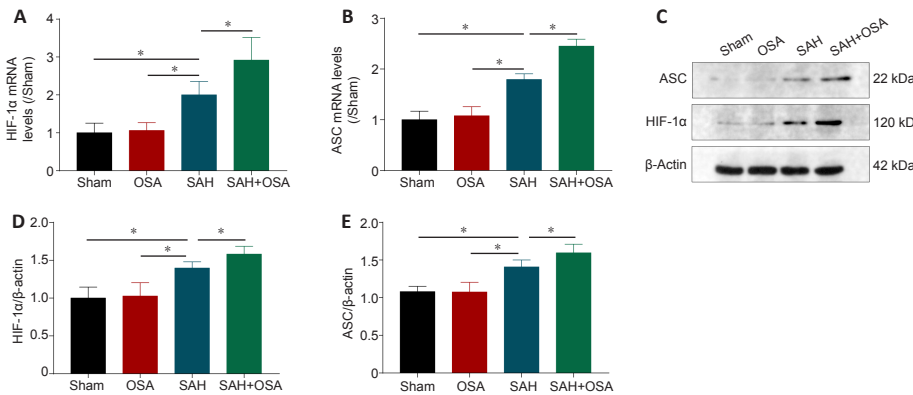 A
HIF-1α mRNA
levels (/Sham)
4
3
2
1
0
*
*
*
Sham OSA SAH SAH+OSA
B
ASC mRNA levels
(/Sham)
3
2
1
0
*
*
*
Sham OSA SAH SAH+OSA
C
Sham OSA SAH SAH+OSA
ASC 22 kDa
HIF-1α 120 kDa
β-Actin 42 kDa
D
HIF-1α/β-actin
2.0
1.5
1.0
0.5
0
*
*
*
Sham OSA SAH SAH+OSA
E
ASC/β-actin
2.0
1.5
1.0
0.5
0
*
*
*
Sham OSA SAH SAH+OSA